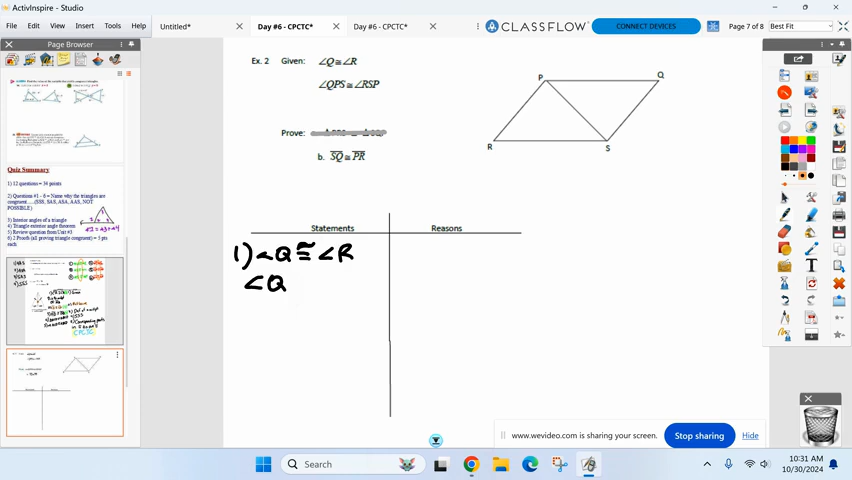 ActivInspire - Studio
File Edit View Insert Tools Help
Untitled*
Day #6 - CPCTC*
Day #6 - CPCTC*
CLASSFLOW
CONNECT DEVICES
Page 7 of 8
Best Fit
Page Browser
Quiz Summary
1) 12 questions = 34 points
2) Questions #1 - 6 = Name why the triangles are
congruent.....(SSS, SAS, ASA, AAS, NOT
POSSIBLE)
3) Interior angles of a triangle
4) Triangle exterior angle theorem
5) Review question from Unit #3
6) 2 Proofs (all proving triangle congruent) = 5 pts
each
CPCTC
Ex. 2 Given: ∠Q ≅ ∠R
∠QPS ≅ ∠RSP
Prove:
b. SQ ≅ PR
P
Q
R
S
Statements Reasons
1) ∠Q ≅ ∠R
∠Q
www.wevideo.com is sharing your screen.
Stop sharing
Hide
Search
10:31 AM
10/30/2024